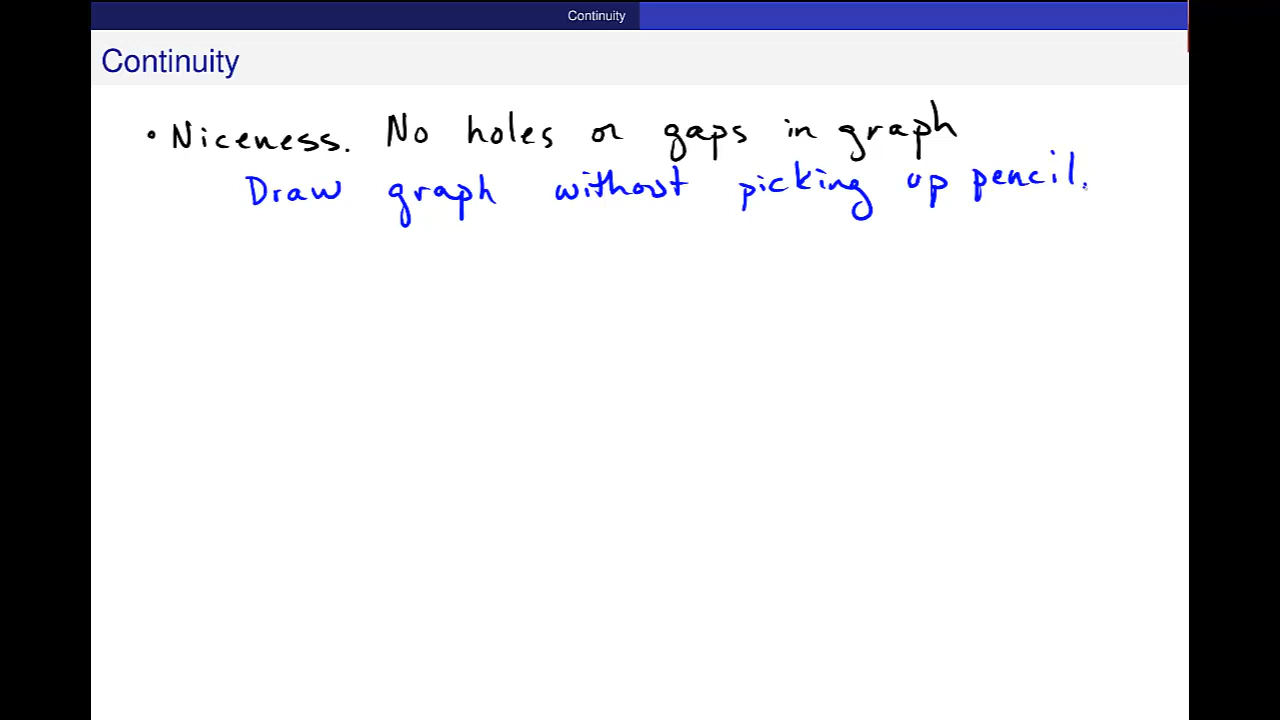 Continuity
Continuity
• Niceness. No holes or gaps in graph
Draw graph without picking up pencil.